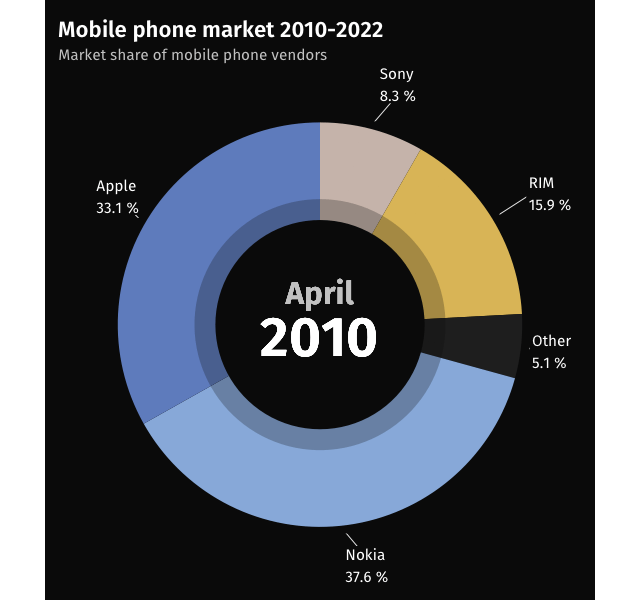 Mobile phone market 2010-2022
Market share of mobile phone vendors
Sony
8.3 %
Apple
33.1 %
RIM
15.9 %
April
2010
Other
5.1 %
Nokia
37.6 %